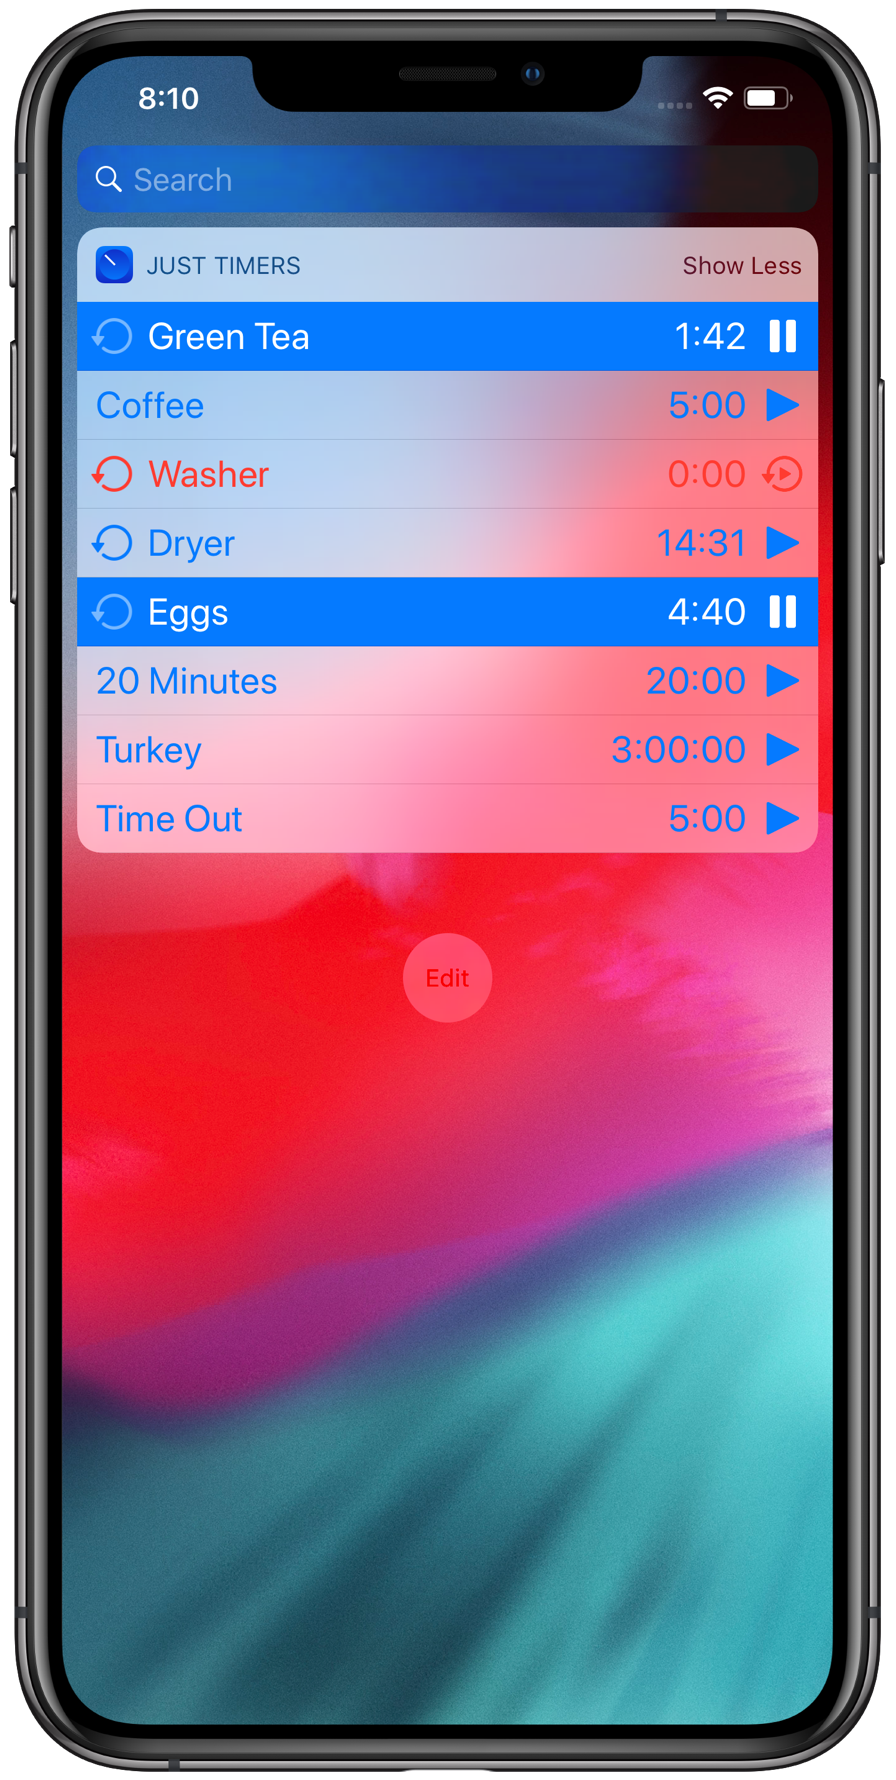 8:10
Search
JUST TIMERS Show Less
Green Tea 1:42
Coffee 5:00
Washer 0:00
Dryer 14:31
Eggs 4:40
20 Minutes 20:00
Turkey 3:00:00
Time Out 5:00
Edit